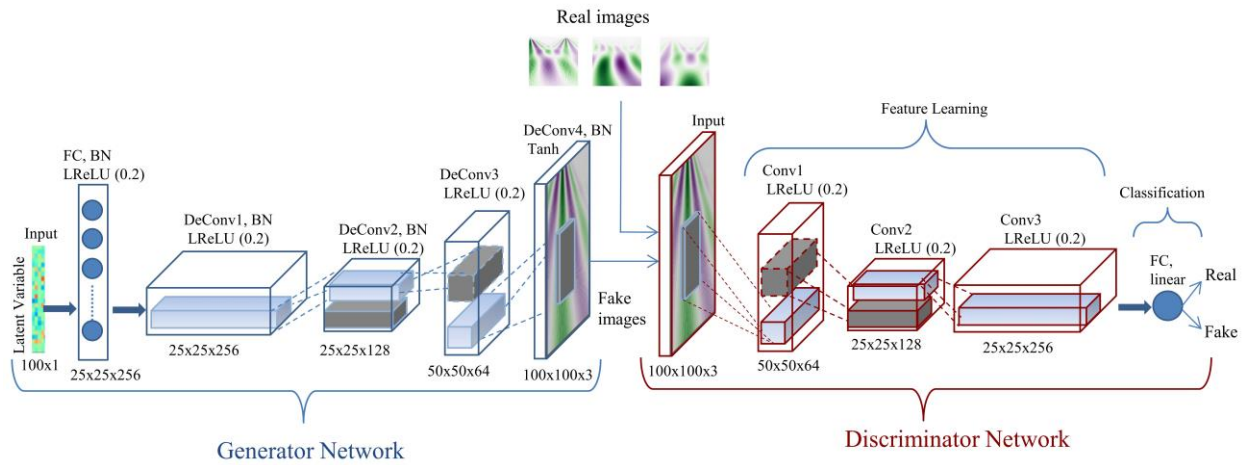 Real images
Feature Learning
Input
DeConv4, BN
Tanh
FC, BN
LReLU (0.2)
DeConv3
LReLU (0.2)
Conv1
LReLU (0.2)
Classification
DeConv1, BN
LReLU (0.2)
DeConv2, BN
LReLU (0.2)
Conv2
LReLU (0.2)
Conv3
LReLU (0.2)
Input
Latent Variable
FC,
linear
Real
Fake
Fake
images
100x1
25x25x256
25x25x256
25x25x128
50x50x64
100x100x3
100x100x3
50x50x64
25x25x128
25x25x256
Generator Network
Discriminator Network